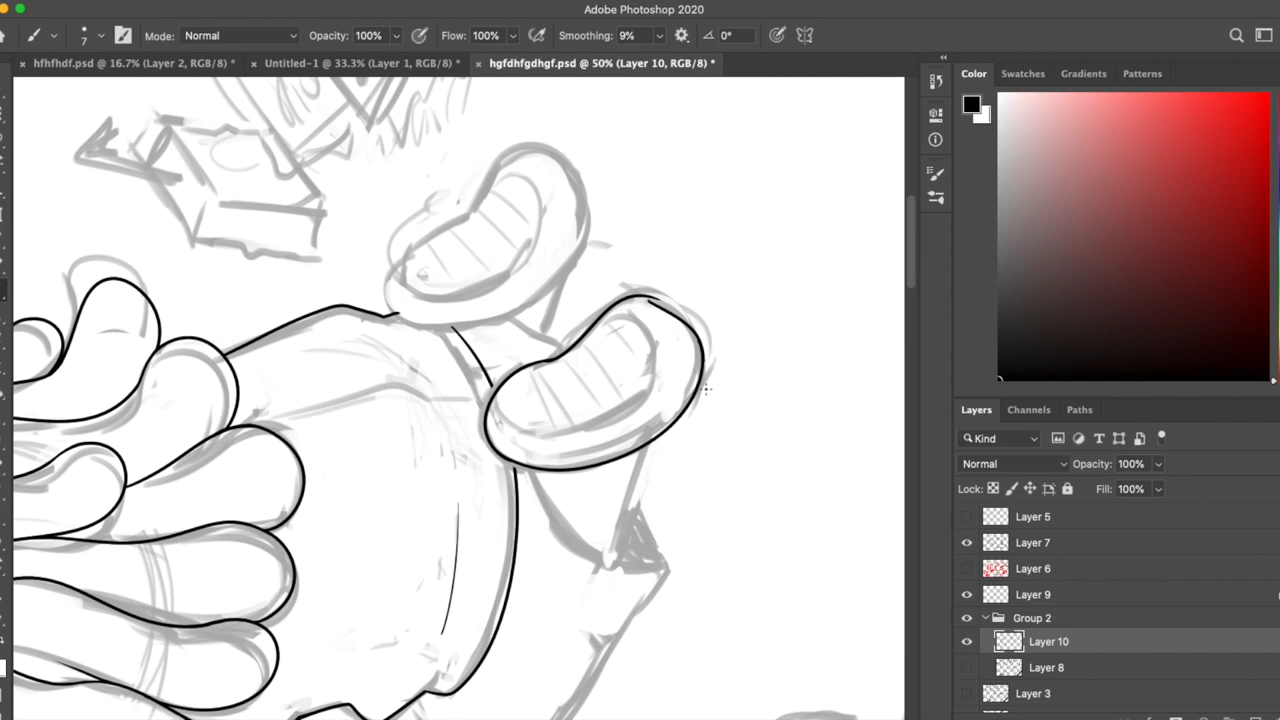 Adobe Photoshop 2020
7 Mode: Normal Opacity: 100% Flow: 100% Smoothing: 9% 0°
× hfhfhdf.psd @ 16.7% (Layer 2, RGB/8) * × Untitled-1 @ 33.3% (Layer 1, RGB/8) * × hgfdhfgdhgf.psd @ 50% (Layer 10, RGB/8) *
Color Swatches Gradients Patterns
Layers Channels Paths
Kind
Normal Opacity: 100%
Lock: Fill: 100%
Layer 5
Layer 7
Layer 6
Layer 9
Group 2
Layer 10
Layer 8
Layer 3